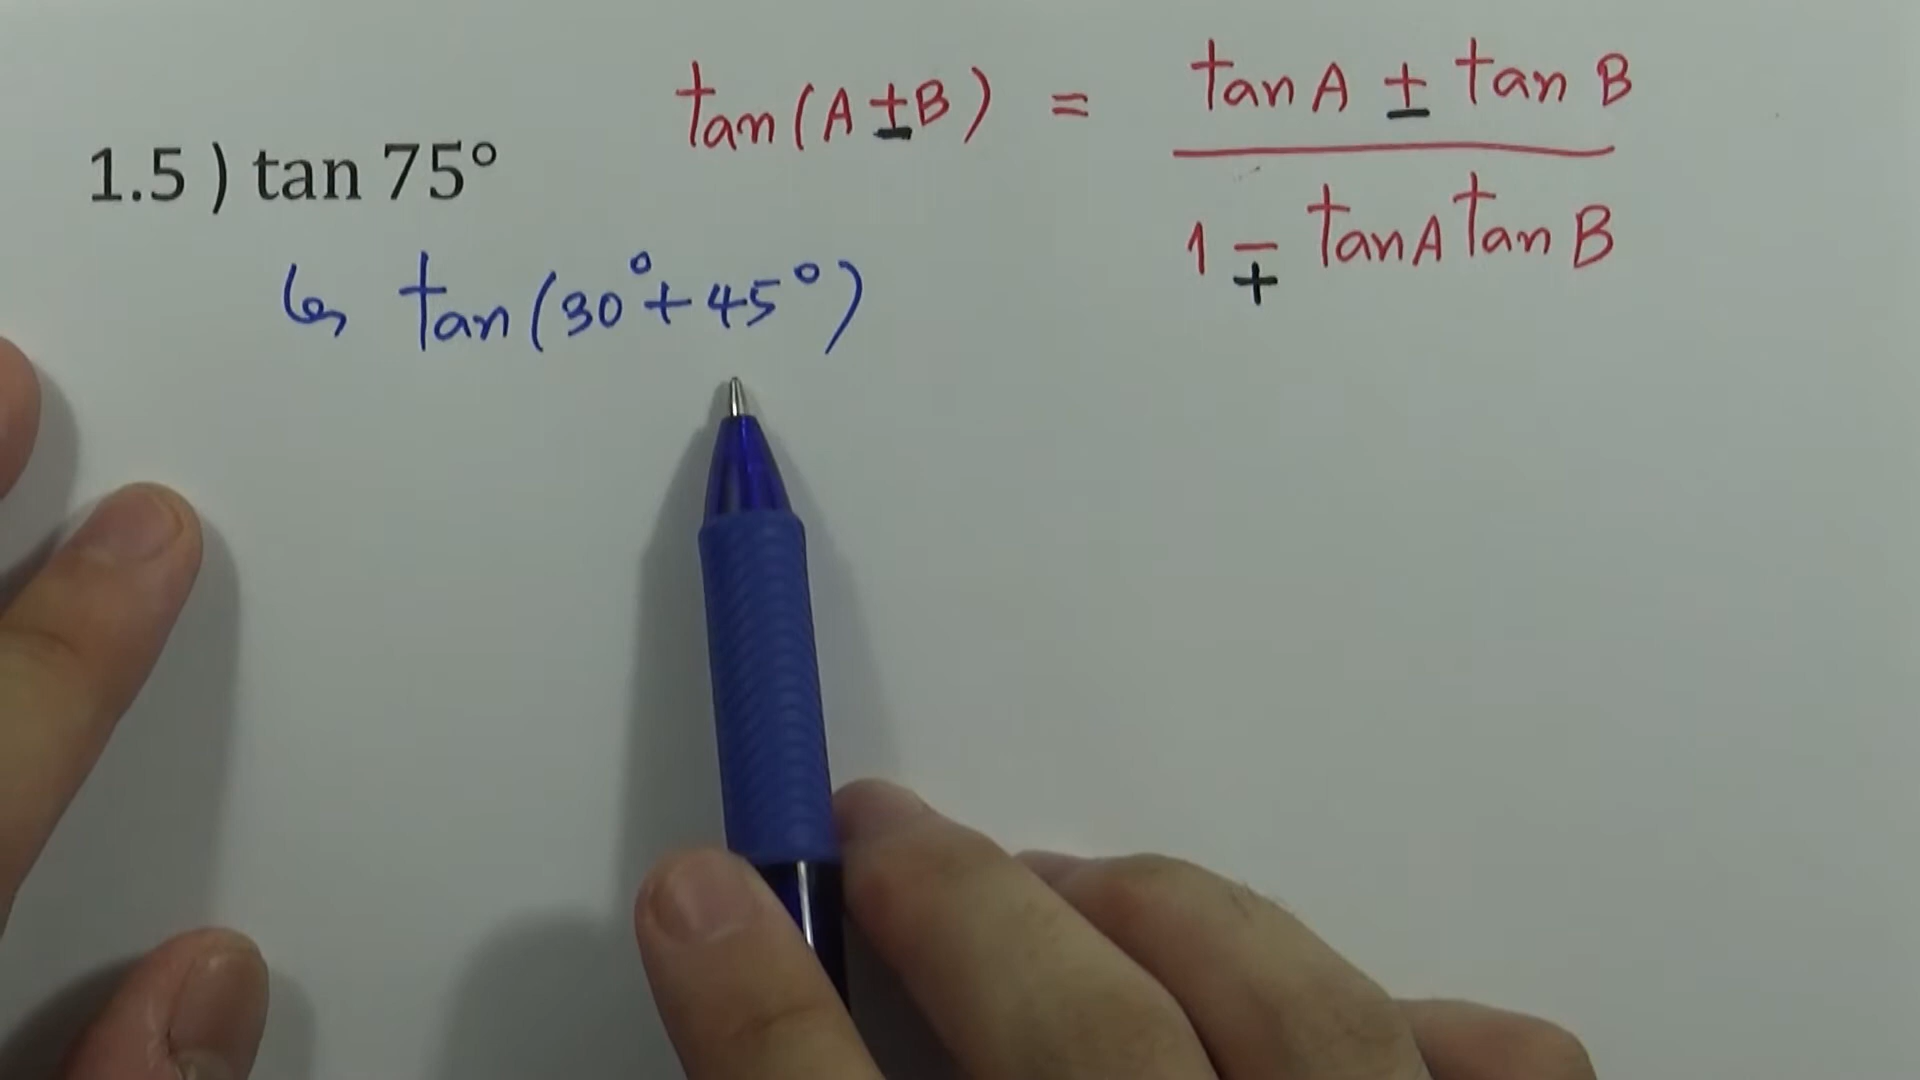 tan(A ± B) = tan A ± tan B
1 ∓ tan A tan B
1.5 ) tan 75°
tan(30° + 45°)